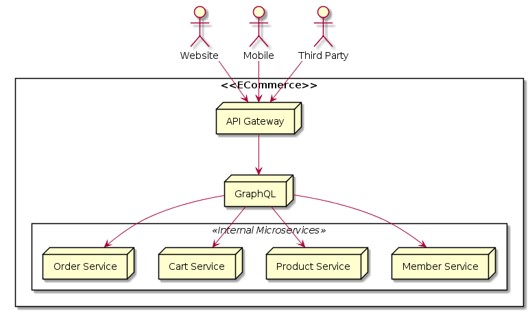 Website Mobile Third Party
<<ECommerce>>
API Gateway
GraphQL
«Internal Microservices»
Order Service Cart Service Product Service Member Service